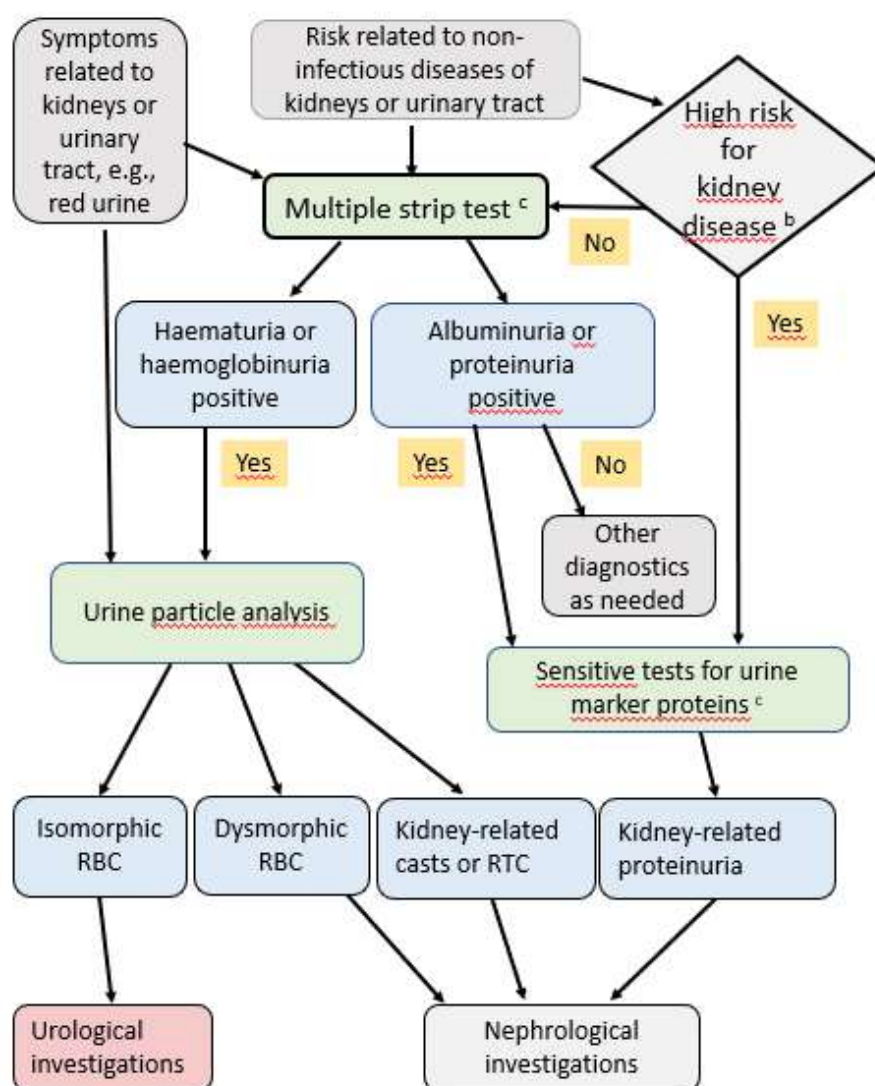 Symptoms
related to
kidneys or
urinary
tract, e.g.,
red urine
Risk related to non-
infectious diseases of
kidneys or urinary tract
High risk
for
kidney
disease b
Multiple strip test c
No
Yes
Haematuria or
haemoglobinuria
positive
Albuminuria or
proteinuria
positive
Yes
Yes
No
Other
diagnostics
as needed
Urine particle analysis
Sensitive tests for urine
marker proteins c
Isomorphic
RBC
Dysmorphic
RBC
Kidney-related
casts or RTC
Kidney-related
proteinuria
Urological
investigations
Nephrological
investigations